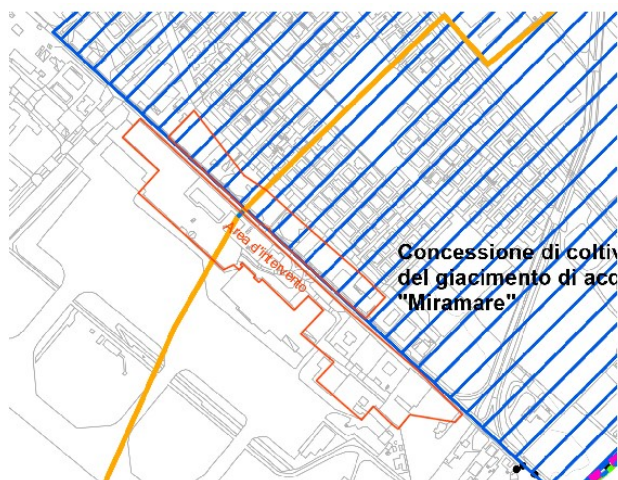 Area d'intervento
Concessione di coltiv
del giacimento di acq
"Miramare"